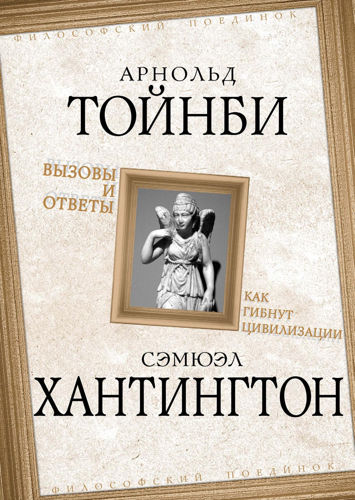 ФИЛОСОФСКИЙ ПОЕДИНОК
АРНОЛЬД
ТОЙНБИ
ВЫЗОВЫ
И
ОТВЕТЫ
КАК
ГИБНУТ
ЦИВИЛИЗАЦИИ
СЭМЮЭЛ
ХАНТИНГТОН
ФИЛОСОФСКИЙ ПОЕДИНОК